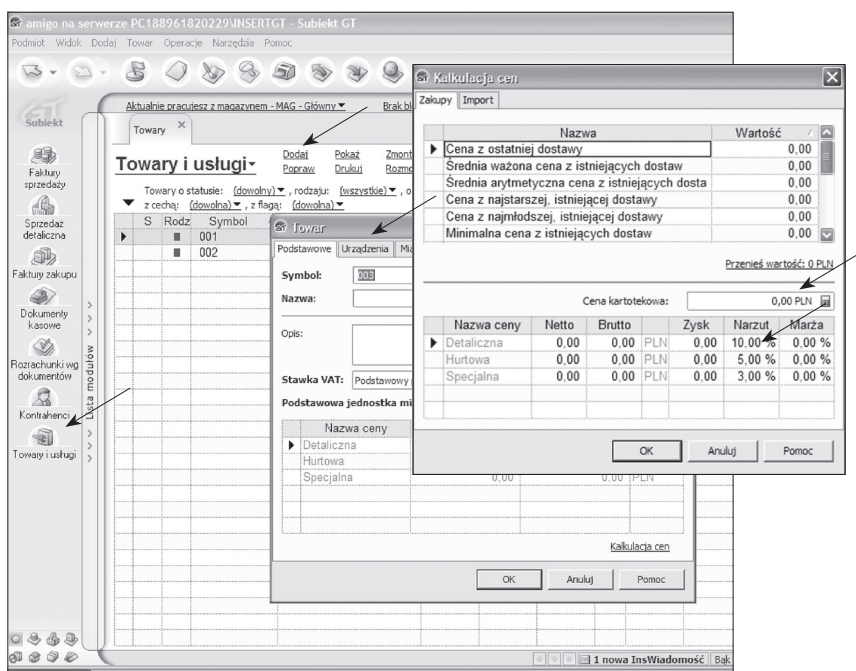 amigo na serwerze PC188961820229\INSERTGT - Subiekt GT
Podmiot Widok Dodaj Towar Operacje Narzędzia Pomoc
GT
Subiekt
Faktury
sprzedaży
Sprzedaż
detaliczna
Faktury zakupu
Dokumenty
kasowe
Rozrachunki wg
dokumentów
Kontrahenci
Towary i usługi
Lista modułów
Aktualnie pracujesz z magazynem - MAG - Główny
Towary
Towary i usługi
Dodaj Pokaż
Popraw Drukuj
Towary o statusie: (dowolny) , rodzaju: (wszystkie) , o
z cechą: (dowolna) , z flagą: (dowolna)
S Rodz Symbol
001
002
Towar
Podstawowe Urządzenia
Symbol: 003
Nazwa:
Opis:
Stawka VAT: Podstawowy
Podstawowa jednostka
Nazwa ceny
Detaliczna
Hurtowa
Specjalna 0,00 0,00 PLN
Kalkulacja cen
OK Anuluj Pomoc
Kalkulacja cen
Zakupy Import
Nazwa Wartość
Cena z ostatniej dostawy 0,00
Średnia ważona cena z istniejących dostaw 0,00
Średnia arytmetyczna cena z istniejących dosta 0,00
Cena z najstarszej, istniejącej dostawy 0,00
Cena z najmłodszej, istniejącej dostawy 0,00
Minimalna cena z istniejących dostaw 0,00
Przenieś wartość: 0 PLN
Cena kartotekowa: 0,00 PLN
Nazwa ceny Netto Brutto Zysk Narzut Marża
Detaliczna 0,00 0,00 PLN 0,00 10,00 % 0,00 %
Hurtowa 0,00 0,00 PLN 0,00 5,00 % 0,00 %
Specjalna 0,00 0,00 PLN 0,00 3,00 % 0,00 %
OK Anuluj Pomoc
1 nowa InsWiadomość